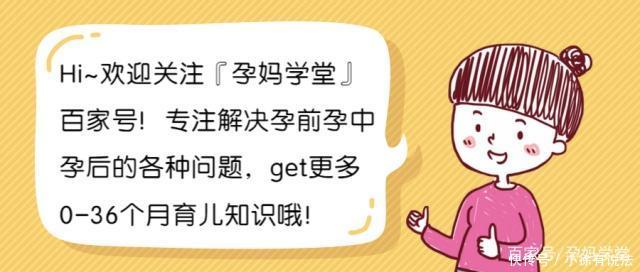 Hi~欢迎关注『孕妈学堂』
百家号！专注解决孕前孕中
孕后的各种问题，get更多
0-36个月育儿知识哦!
百家号/孕妈学堂